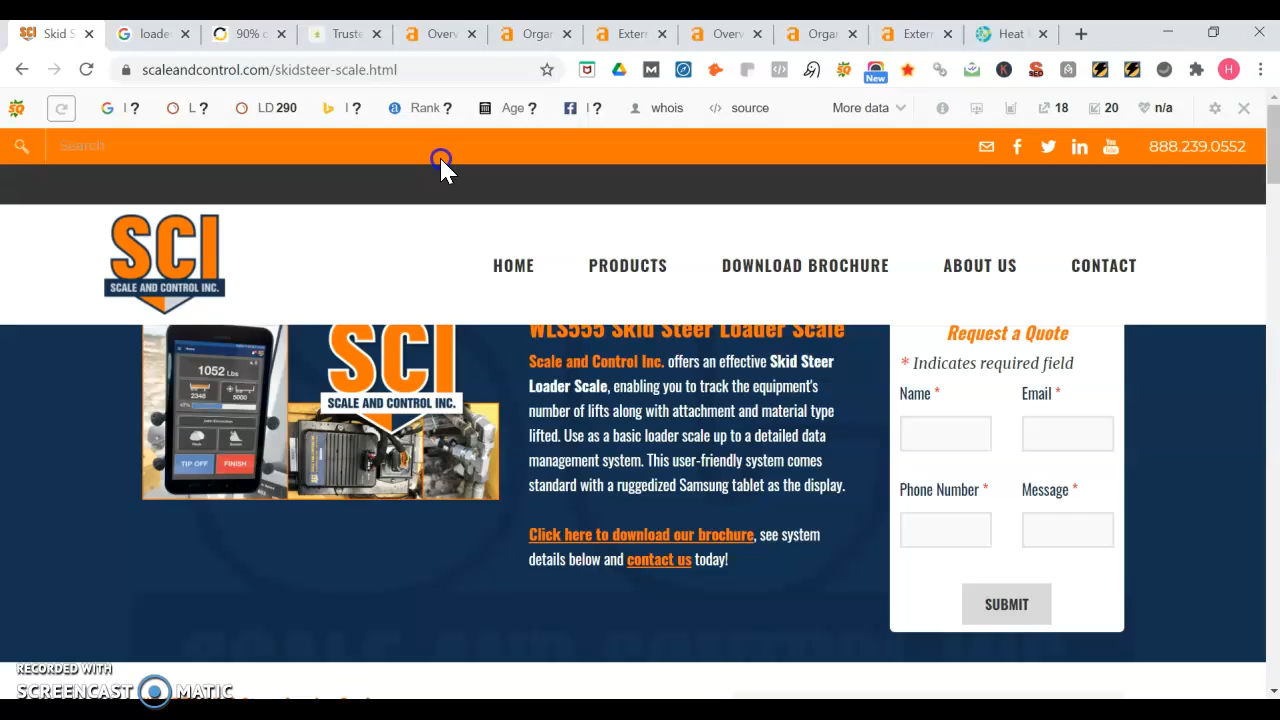 Skid S
loade
90% c
Truste
Overv
Organ
Extern
Overv
Organ
Extern
Heat M
scaleandcontrol.com/skidsteer-scale.html
New
I ?
L ?
LD 290
I ?
Rank ?
Age ?
I ?
whois
source
More data
18
20
n/a
Search
888.239.0552
SCI
SCALE AND CONTROL INC.
HOME
PRODUCTS
DOWNLOAD BROCHURE
ABOUT US
CONTACT
1052 Lbs
2348
5000
TIP OFF
FINISH
SCI
SCALE AND CONTROL INC.
WLS555 Skid Steer Loader Scale
Scale and Control Inc. offers an effective Skid Steer
Loader Scale, enabling you to track the equipment's
number of lifts along with attachment and material type
lifted. Use as a basic loader scale up to a detailed data
management system. This user-friendly system comes
standard with a ruggedized Samsung tablet as the display.
Click here to download our brochure, see system
details below and contact us today!
Request a Quote
* Indicates required field
Name *
Email *
Phone Number *
Message *
SUBMIT
RECORDED WITH
SCREENCAST MATIC